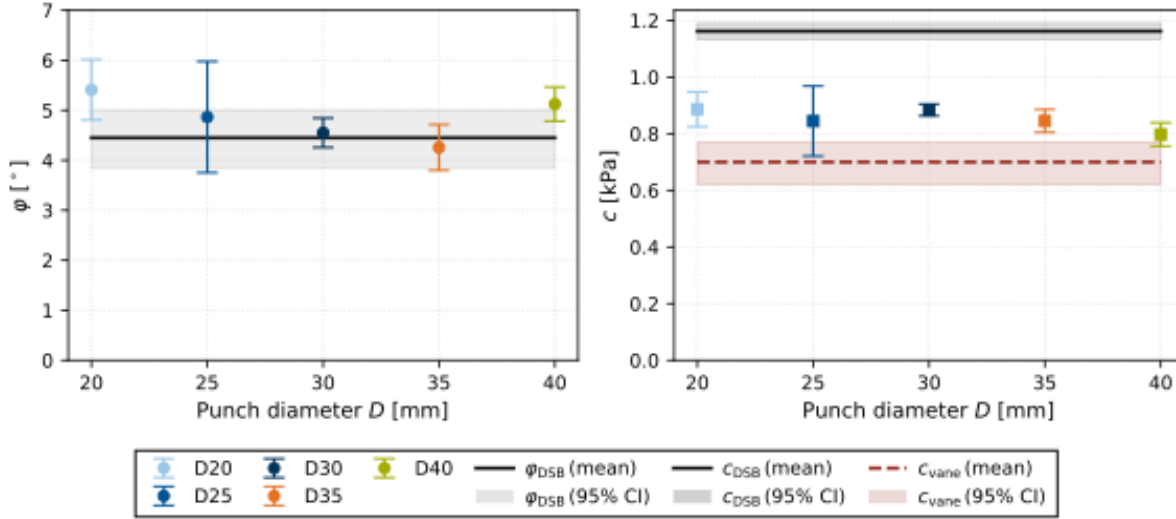 7
6
5
4
3
2
1
0
φ [°]
20 25 30 35 40
Punch diameter D [mm]
1.2
1.0
0.8
0.6
0.4
0.2
0.0
c [kPa]
20 25 30 35 40
Punch diameter D [mm]
D20 D30 D40 φDSB (mean) cDSB (mean) cvane (mean)
D25 D35 φDSB (95% CI) cDSB (95% CI) cvane (95% CI)